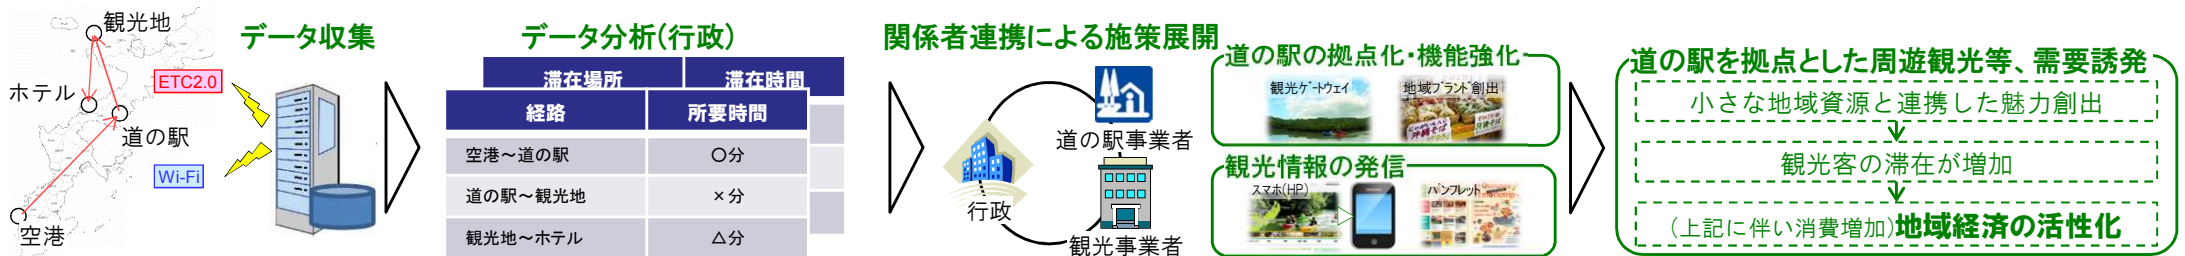 観光地
ホテル
道の駅
空港
データ収集
ETC2.0
Wi-Fi
データ分析(行政)
滞在場所 滞在時間
経路 所要時間
空港～道の駅 〇分
道の駅～観光地 ×分
観光地～ホテル △分
関係者連携による施策展開
道の駅事業者
行政
観光事業者
道の駅の拠点化・機能強化
観光ゲートウェイ
地域ブランド創出
観光情報の発信
スマホ(HP)
パンフレット
道の駅を拠点とした周遊観光等、需要誘発
小さな地域資源と連携した魅力創出
観光客の滞在が増加
(上記に伴い消費増加)地域経済の活性化